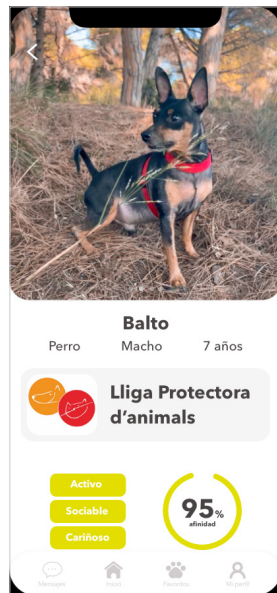 Balto
Perro Macho 7 años
Lliga Protectora
d'animals
Activo
Sociable
Cariñoso
95%
afinidad
Mensajes Inicio Favoritos Mi perfil